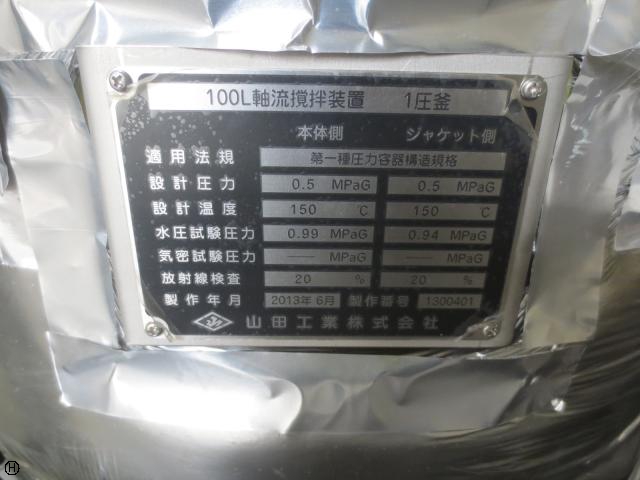 100L軸流撹拌装置 1圧釜
本体側 ジャケット側
適用法規 第一種圧力容器構造規格
設計圧力 0.5 MPaG 0.5 MPaG
設計温度 150 ℃ 150 ℃
水圧試験圧力 0.99 MPaG 0.94 MPaG
気密試験圧力 —— MPaG —— MPaG
放射線検査 20 % 20 %
製作年月 2013年6月 製作番号 1300401
山田工業株式会社
H